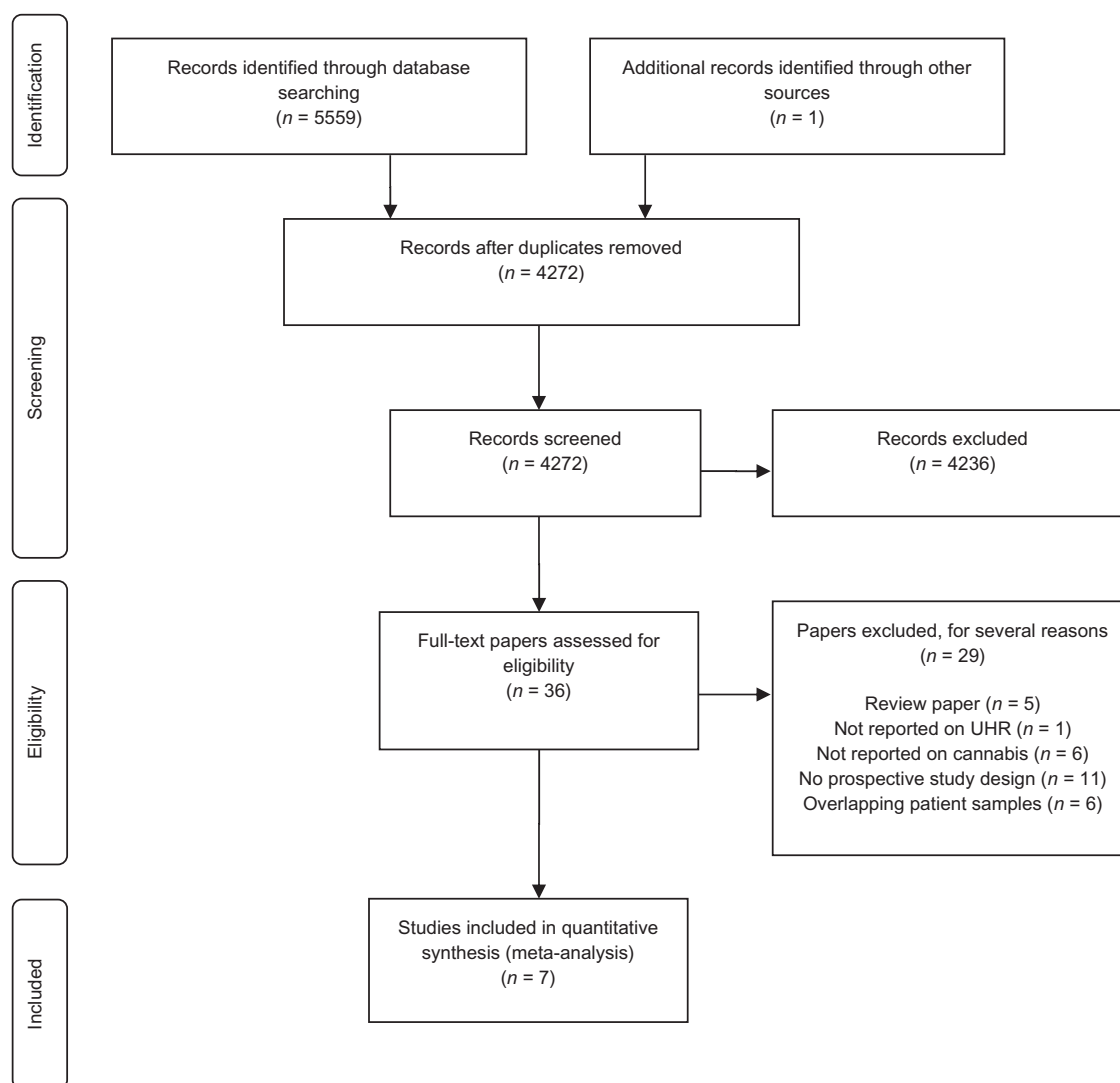 Identification
Records identified through database
searching
(n = 5559)
Additional records identified through other
sources
(n = 1)
Screening
Records after duplicates removed
(n = 4272)
Records screened
(n = 4272)
Records excluded
(n = 4236)
Eligibility
Full-text papers assessed for
eligibility
(n = 36)
Papers excluded, for several reasons
(n = 29)
Review paper (n = 5)
Not reported on UHR (n = 1)
Not reported on cannabis (n = 6)
No prospective study design (n = 11)
Overlapping patient samples (n = 6)
Included
Studies included in quantitative
synthesis (meta-analysis)
(n = 7)